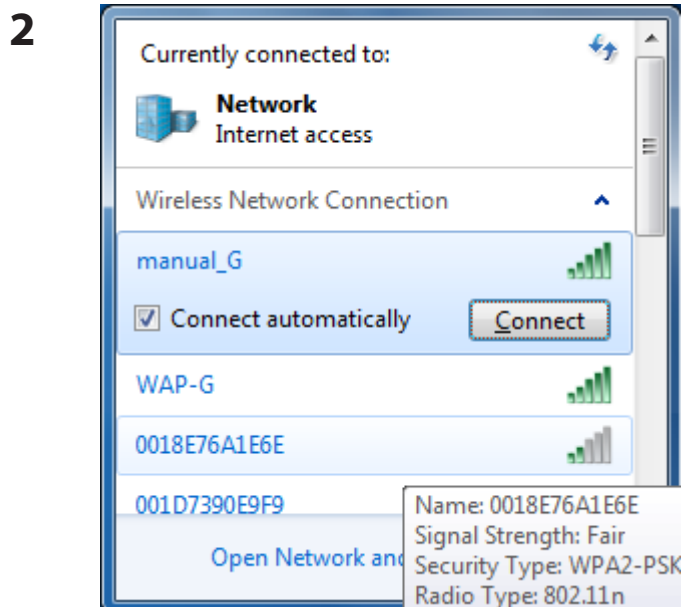 2
Currently connected to:
Network
Internet access
Wireless Network Connection
manual_G
Connect automatically
Connect
WAP-G
0018E76A1E6E
001D7390E9F9
Open Network and
Name: 0018E76A1E6E
Signal Strength: Fair
Security Type: WPA2-PSK
Radio Type: 802.11n